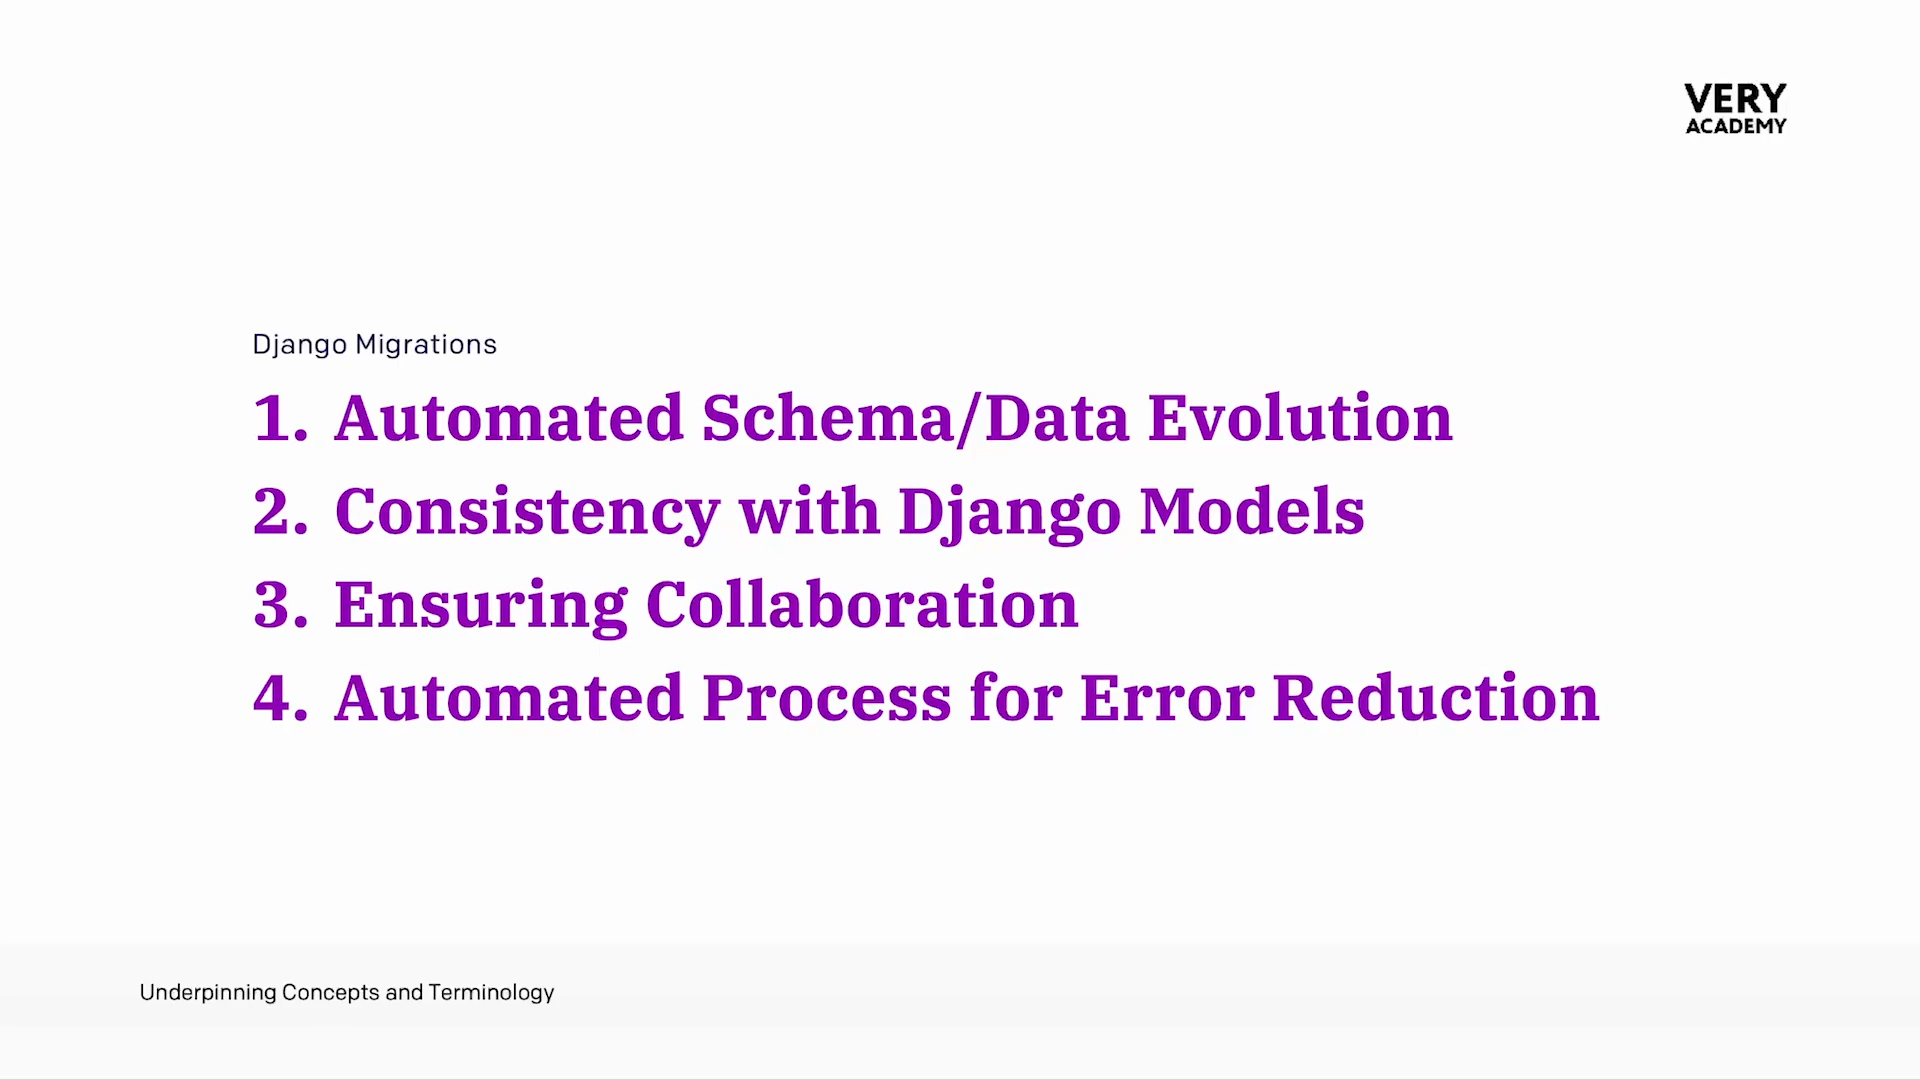 VERY
ACADEMY
Django Migrations
1. Automated Schema/Data Evolution
2. Consistency with Django Models
3. Ensuring Collaboration
4. Automated Process for Error Reduction
Underpinning Concepts and Terminology